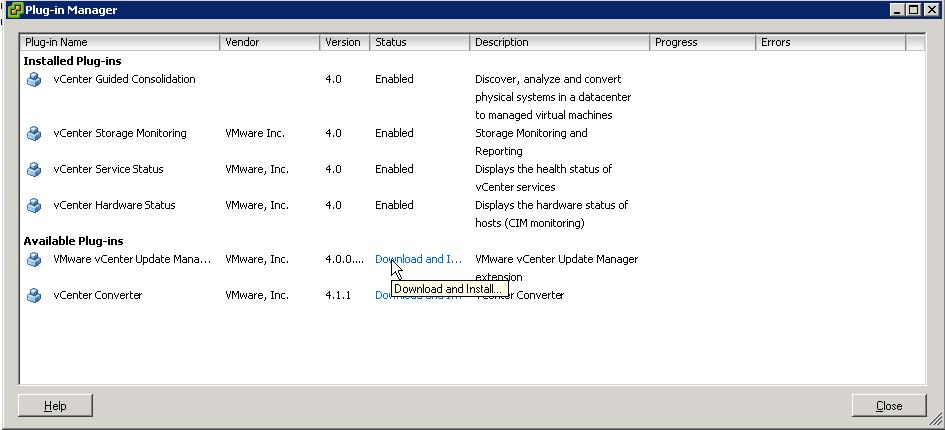 Plug-in Manager
Plug-in Name Vendor Version Status Description Progress Errors
Installed Plug-ins
vCenter Guided Consolidation 4.0 Enabled Discover, analyze and convert
physical systems in a datacenter
to managed virtual machines
vCenter Storage Monitoring VMware Inc. 4.0 Enabled Storage Monitoring and
Reporting
vCenter Service Status VMware, Inc. 4.0 Enabled Displays the health status of
vCenter services
vCenter Hardware Status VMware, Inc. 4.0 Enabled Displays the hardware status of
hosts (CIM monitoring)
Available Plug-ins
VMware vCenter Update Mana... VMware, Inc. 4.0.0.... Download and I... VMware vCenter Update Manager
extension
Download and Install...
vCenter Converter VMware, Inc. 4.1.1 Download and I... vCenter Converter
Help Close